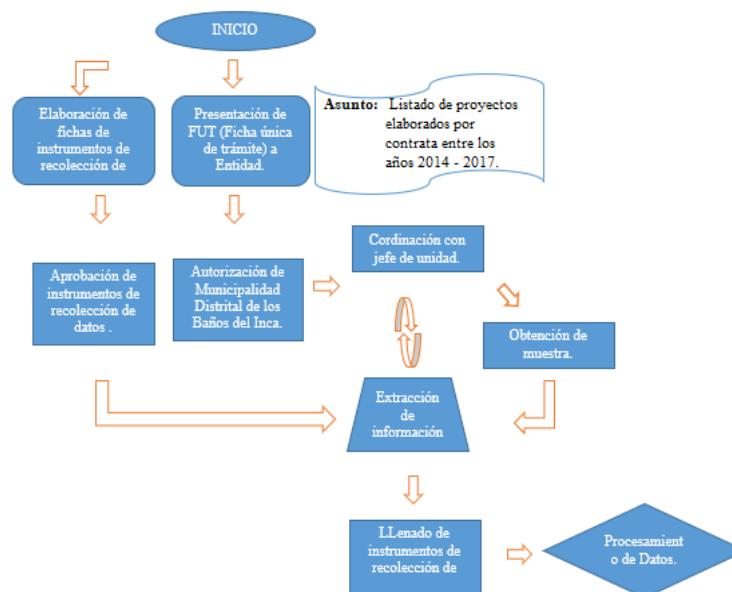 INICIO
Elaboración de
fichas de
instrumentos de
recolección de
Presentación de
FUT (Ficha única
de trámite) a
Entidad.
Asunto: Listado de proyectos
elaborados por
contrata entre los
años 2014 - 2017.
Aprobación de
instrumentos de
recolección de
datos .
Autorización de
Municipalidad
Distrital de los
Baños del Inca.
Cordinación con
jefe de unidad.
Obtención de
muestra.
Extracción
de
información
LLenado de
instrumentos de
recolección de
Procesamient
o de Datos.